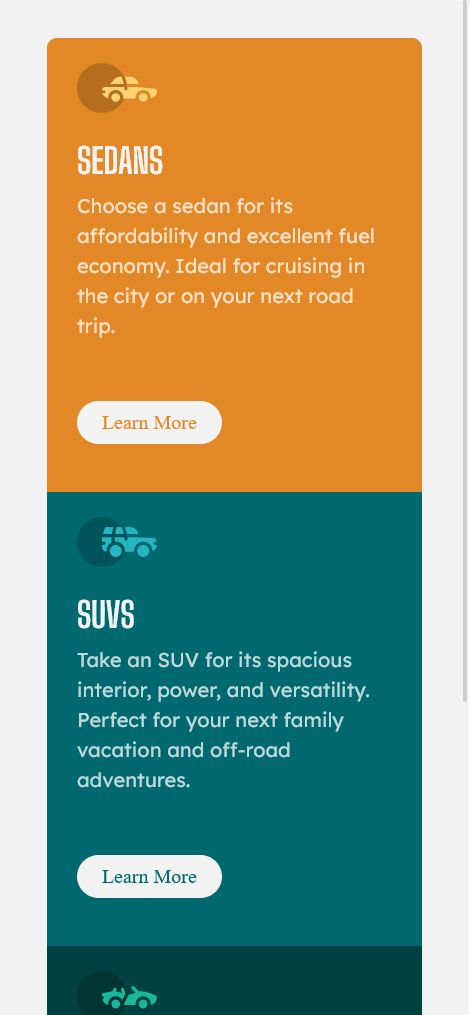 SEDANS
Choose a sedan for its
affordability and excellent fuel
economy. Ideal for cruising in
the city or on your next road
trip.
Learn More
SUVS
Take an SUV for its spacious
interior, power, and versatility.
Perfect for your next family
vacation and off-road
adventures.
Learn More